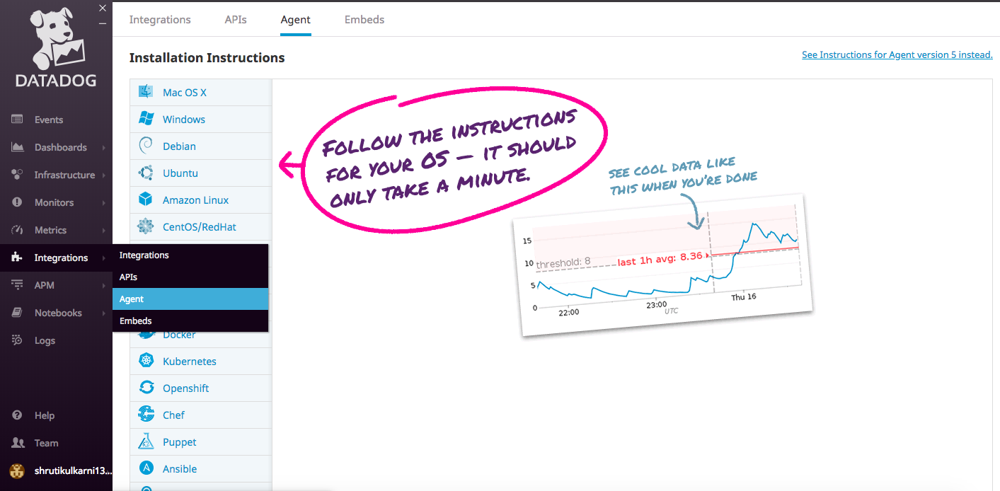 DATADOG
Events
Dashboards
Infrastructure
Monitors
Metrics
Integrations
APM
Notebooks
Logs
Help
Team
shrutikulkarni13...
Integrations
APIs
Agent
Embeds
Integrations
APIs
Agent
Embeds
Installation Instructions
See Instructions for Agent version 5 instead.
Mac OS X
Windows
Debian
Ubuntu
Amazon Linux
CentOS/RedHat
Docker
Kubernetes
Openshift
Chef
Puppet
Ansible
FOLLOW THE INSTRUCTIONS
FOR YOUR OS — IT SHOULD
ONLY TAKE A MINUTE.
SEE COOL DATA LIKE
THIS WHEN YOU'RE DONE
15
10
5
0
threshold: 8
last 1h avg: 8.36
22:00
23:00
Thu 16
UTC